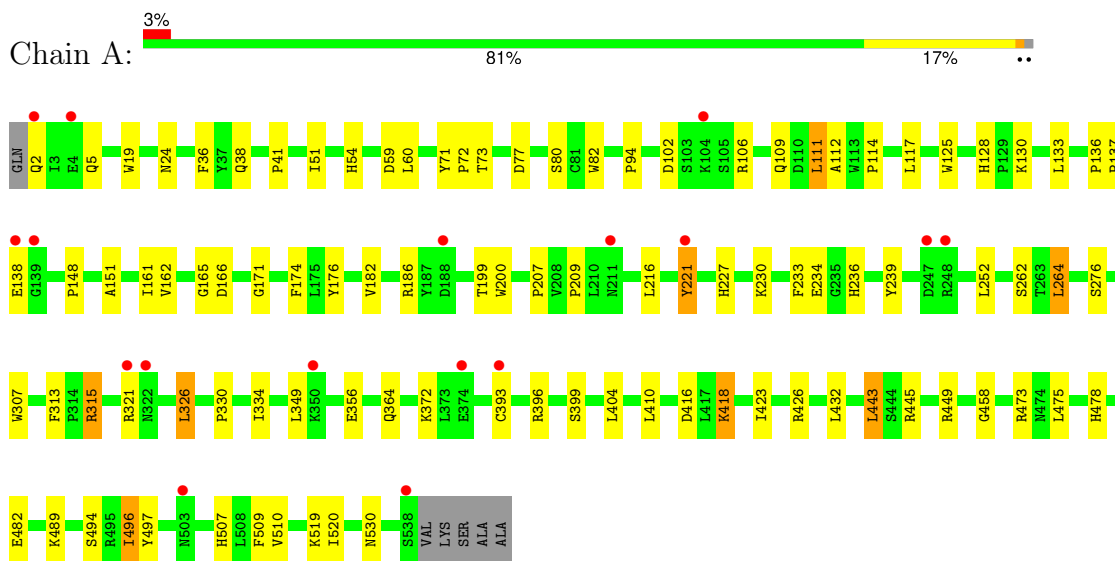 3%
Chain A:
81% 17% ••
GLN Q2 I3 E4 Q5 W19 N24 F36 Y37 Q38 P41 I51 H54 D59 L60 Y71 P72 T73 D77 S80 C81 W82 P94 D102 S103 K104 S105 R106 Q109 D110 L111 A112 W113 P114 L117 W125 H128 P129 K130 L133 P136 P137
E138 G139 P148 A151 I161 V162 G165 D166 G171 F174 L175 Y176 V182 R186 Y187 D188 T199 W200 P207 V208 P209 L210 N211 L216 Y221 H227 K230 F233 E234 G235 H236 Y239 D247 R248 L252 S262 T263 L264 S276
W307 F313 P314 R315 R321 N322 L326 P330 I334 L349 K350 E356 Q364 K372 L373 E374 C393 R396 S399 L404 L410 D416 L417 K418 I423 R426 L432 L443 S444 R445 R449 G458 R473 N474 L475 H478
E482 K489 S494 R495 I496 Y497 N503 H507 L508 F509 V510 K519 I520 N530 S538 VAL LYS SER ALA ALA